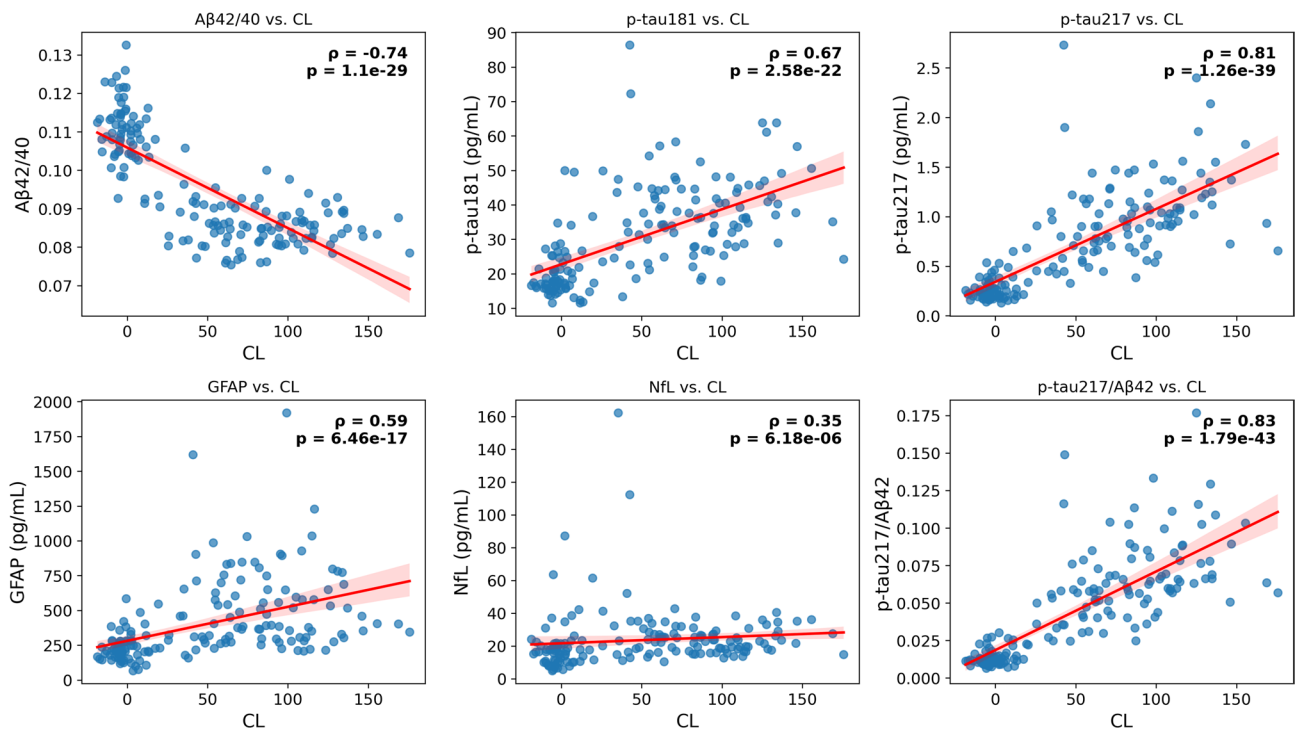 Aβ42/40 vs. CL
ρ = -0.74
p = 1.1e-29
0.13
0.12
0.11
0.10
0.09
0.08
0.07
Aβ42/40
0
50
100
150
CL
p-tau181 vs. CL
ρ = 0.67
p = 2.58e-22
90
80
70
60
50
40
30
20
10
p-tau181 (pg/mL)
0
50
100
150
CL
p-tau217 vs. CL
ρ = 0.81
p = 1.26e-39
2.5
2.0
1.5
1.0
0.5
0.0
p-tau217 (pg/mL)
0
50
100
150
CL
GFAP vs. CL
ρ = 0.59
p = 6.46e-17
2000
1750
1500
1250
1000
750
500
250
0
GFAP (pg/mL)
0
50
100
150
CL
NfL vs. CL
ρ = 0.35
p = 6.18e-06
160
140
120
100
80
60
40
20
0
NfL (pg/mL)
0
50
100
150
CL
p-tau217/Aβ42 vs. CL
ρ = 0.83
p = 1.79e-43
0.175
0.150
0.125
0.100
0.075
0.050
0.025
0.000
p-tau217/Aβ42
0
50
100
150
CL